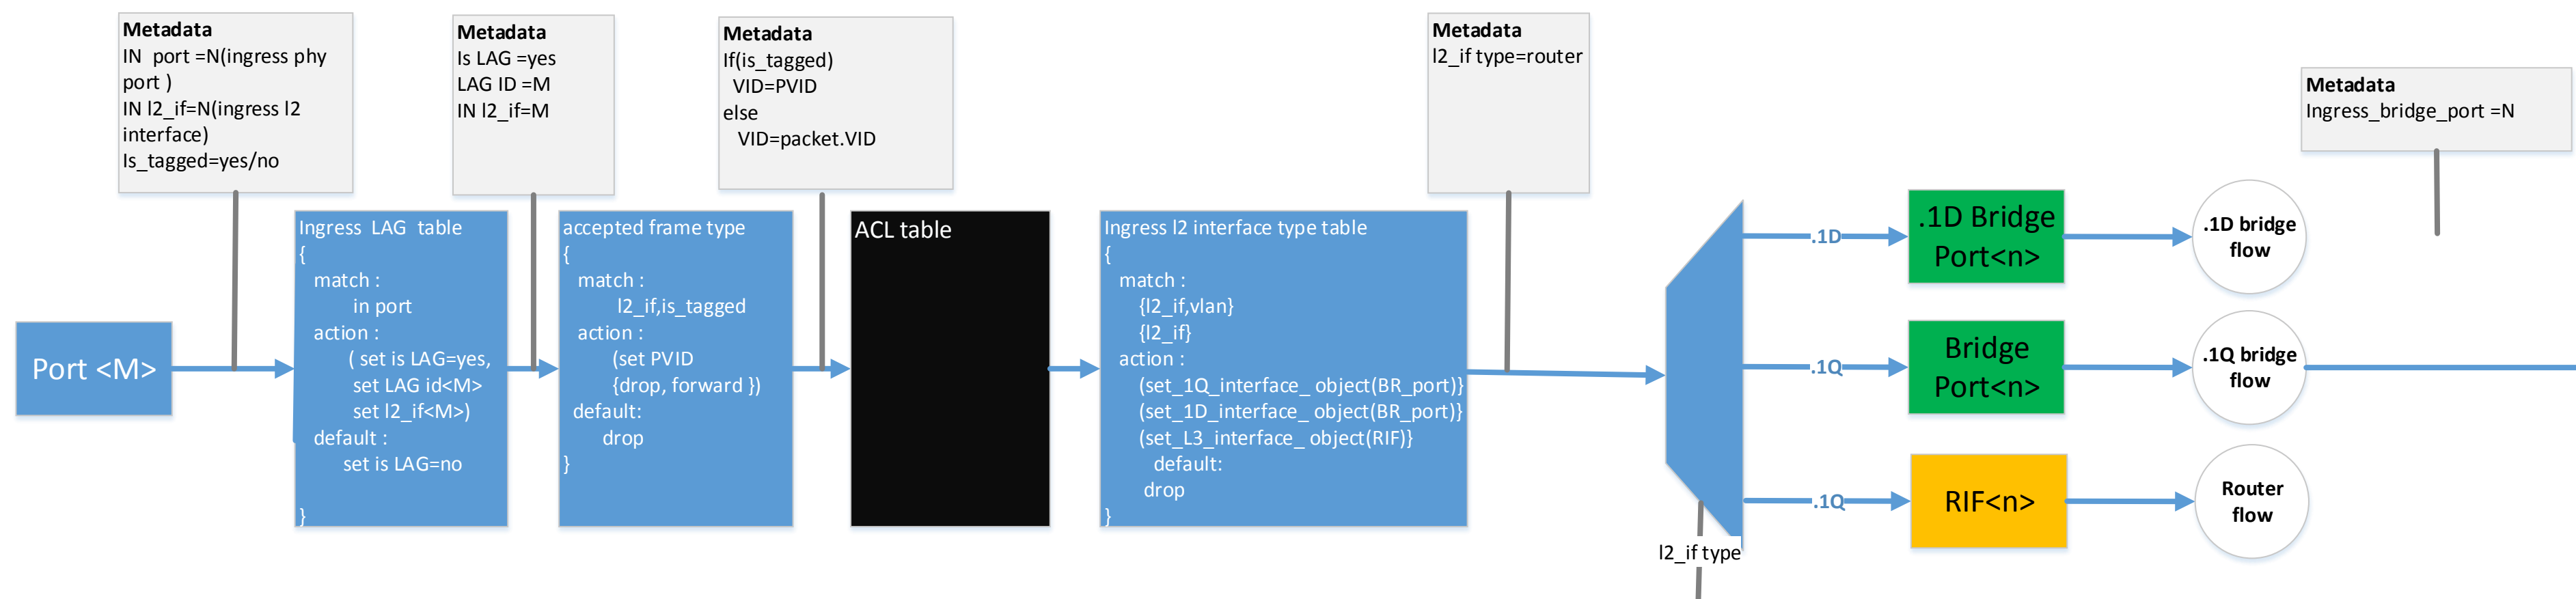 Metadata
IN  port =N(ingress phy
port )
IN l2_if=N(ingress l2
interface)
Is_tagged=yes/no
Metadata
Is LAG =yes
LAG ID =M
IN l2_if=M
Metadata
If(is_tagged)
VID=PVID
else
VID=packet.VID
Metadata
l2_if type=router
Metadata
Ingress_bridge_port =N
Port <M>
Ingress  LAG  table
{
match :
in port
action :
( set is LAG=yes,
set LAG id<M>
set l2_if<M>)
default :
set is LAG=no
}
accepted frame type
{
match :
l2_if,is_tagged
action :
(set PVID
{drop, forward })
default:
drop
}
ACL table
Ingress l2 interface type table
{
match :
{l2_if,vlan}
{l2_if}
action :
(set_1Q_interface_ object(BR_port)}
(set_1D_interface_ object(BR_port)}
(set_L3_interface_ object(RIF)}
default:
drop
}
l2_if type
.1D
.1D Bridge
Port<n>
.1D bridge
flow
.1Q
Bridge
Port<n>
.1Q bridge
flow
.1Q
RIF<n>
Router
flow